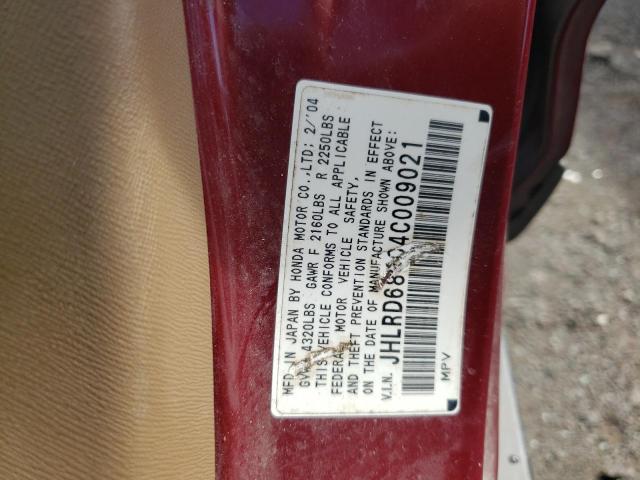 MFD. IN JAPAN BY HONDA MOTOR CO.,LTD; 2/'04
4320LBS GAWR F 2160LBS R 2250LBS
THIS VEHICLE CONFORMS TO ALL APPLICABLE
FEDERAL MOTOR VEHICLE SAFETY,
AND THEFT PREVENTION STANDARDS IN EFFECT
ON THE DATE OF MANUFACTURE SHOWN ABOVE:
V.I.N.
MPV